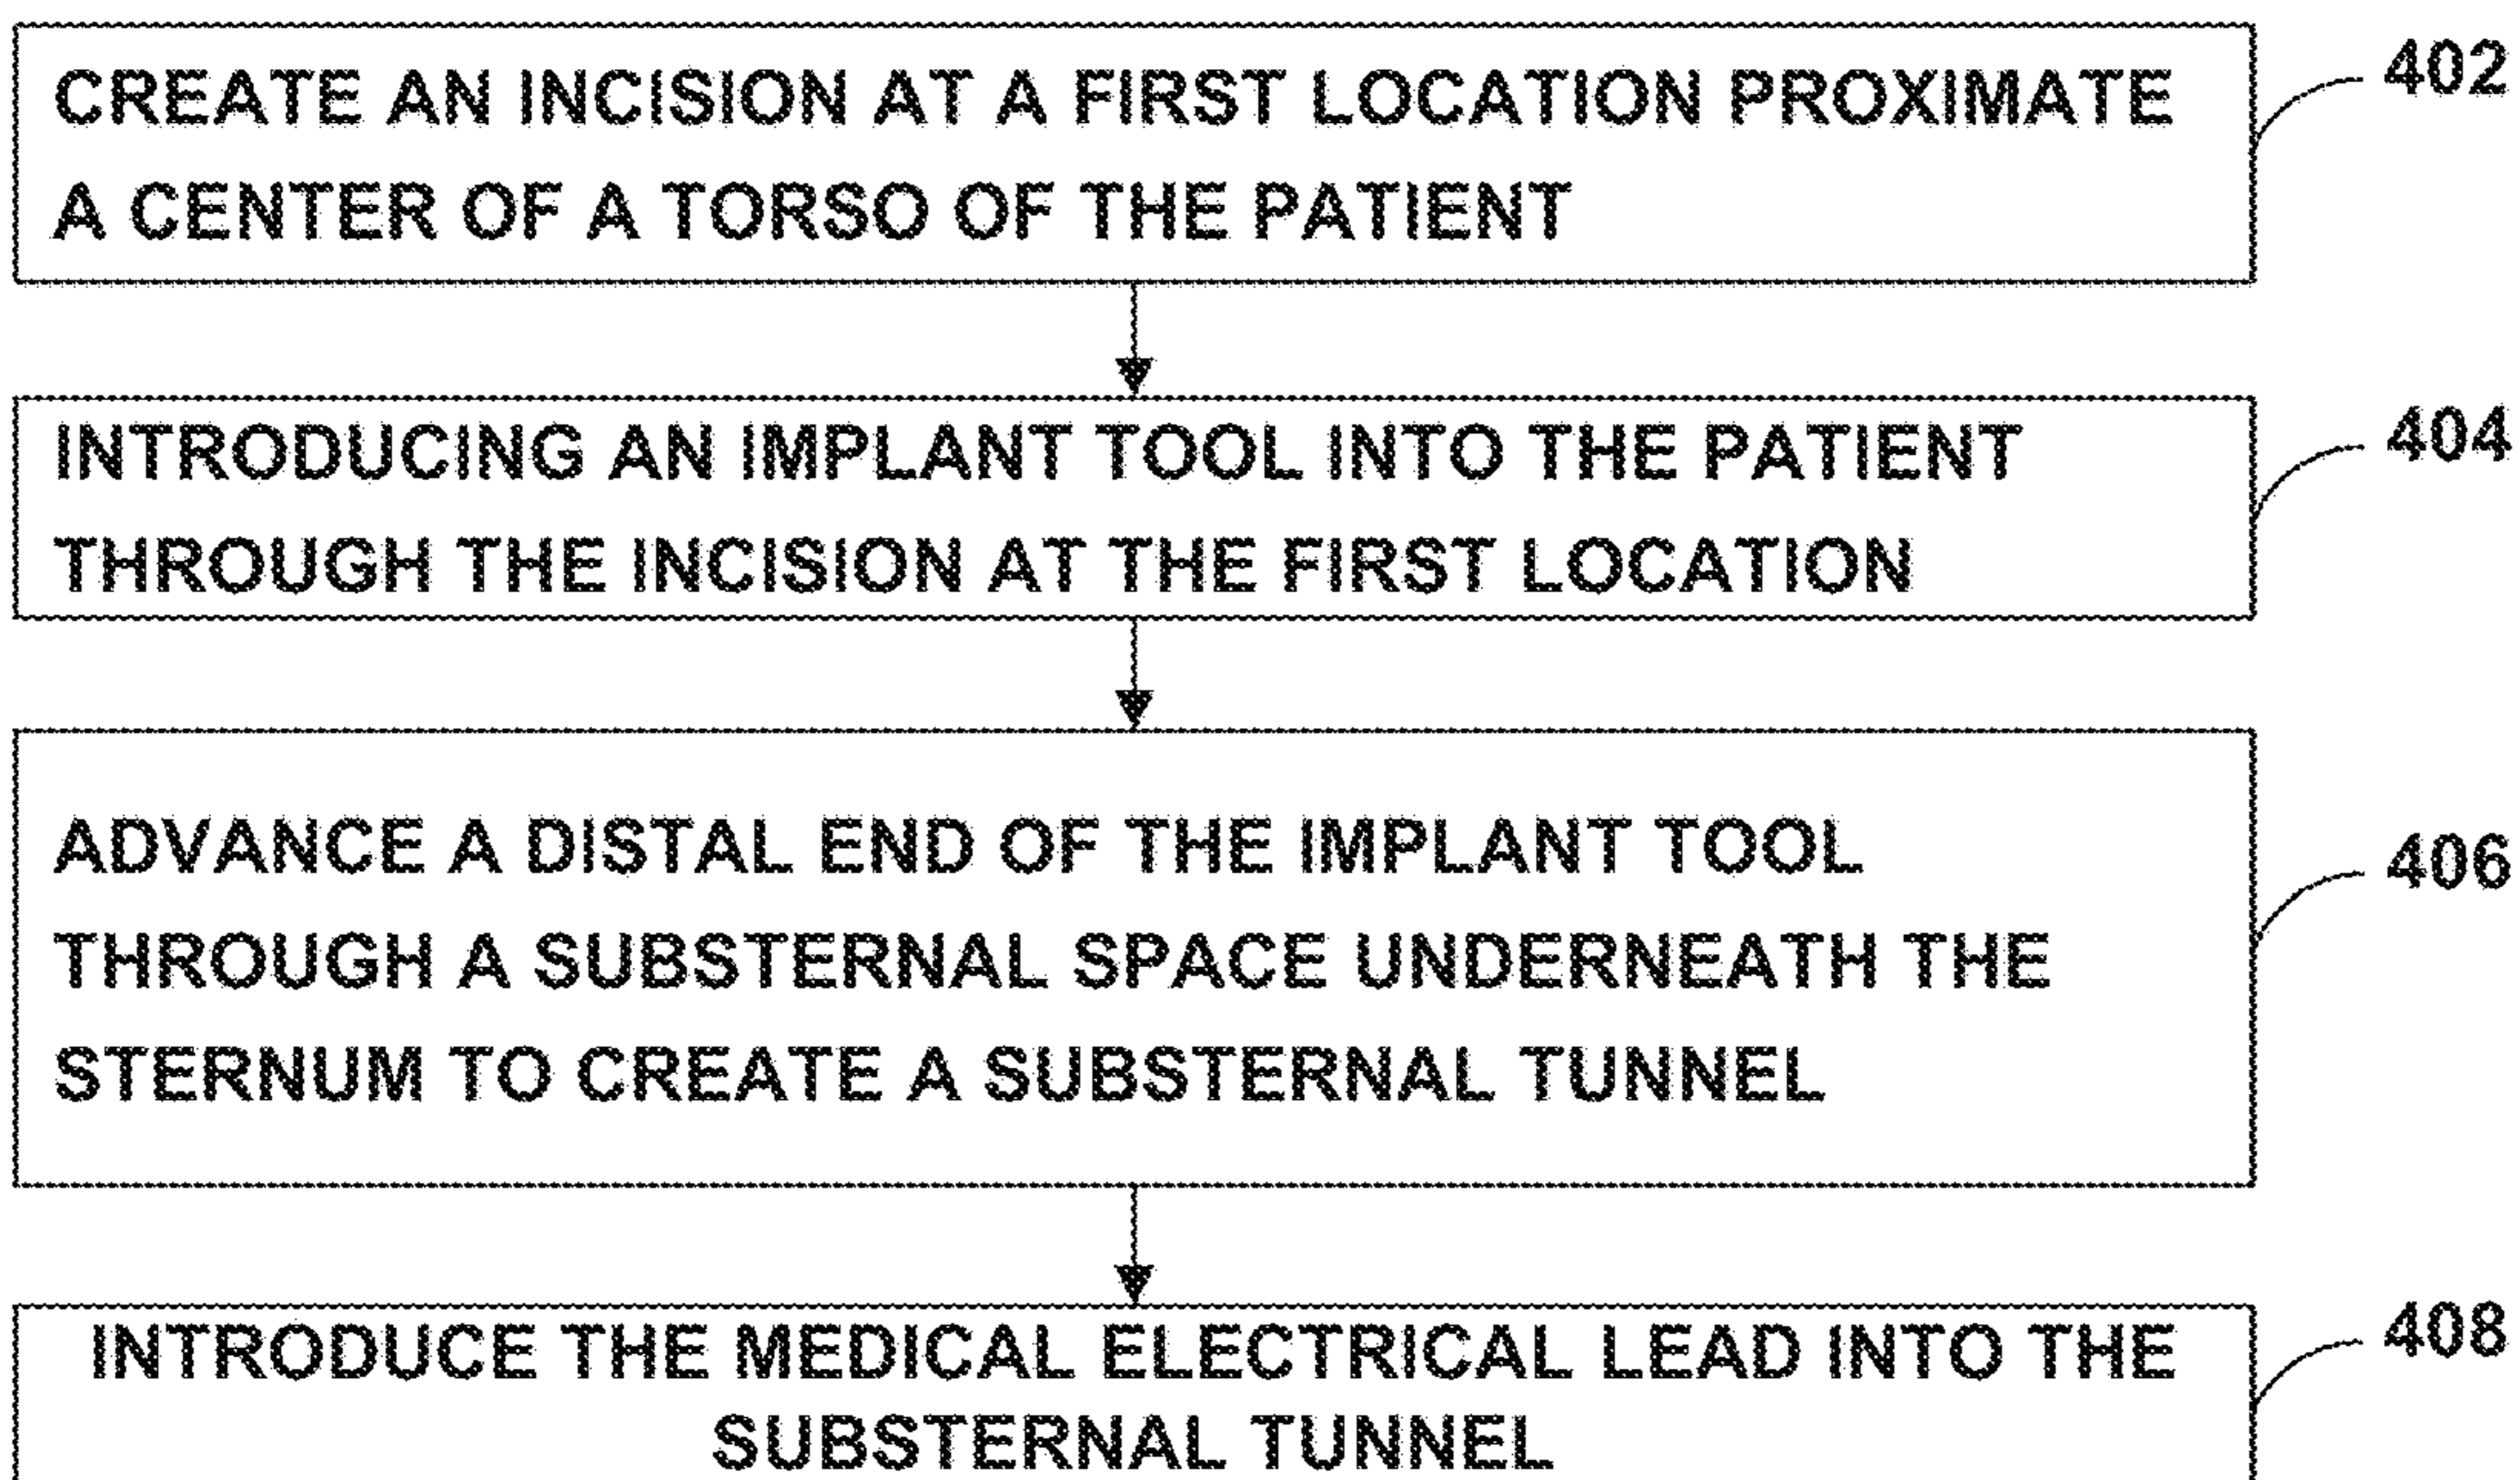 CREATE AN INCISION AT A FIRST LOCATION PROXIMATE
A CENTER OF A TORSO OF THE PATIENT
402
INTRODUCING AN IMPLANT TOOL INTO THE PATIENT
THROUGH THE INCISION AT THE FIRST LOCATION
404
ADVANCE A DISTAL END OF THE IMPLANT TOOL
THROUGH A SUBSTERNAL SPACE UNDERNEATH THE
STERNUM TO CREATE A SUBSTERNAL TUNNEL
406
INTRODUCE THE MEDICAL ELECTRICAL LEAD INTO THE
SUBSTERNAL TUNNEL
408